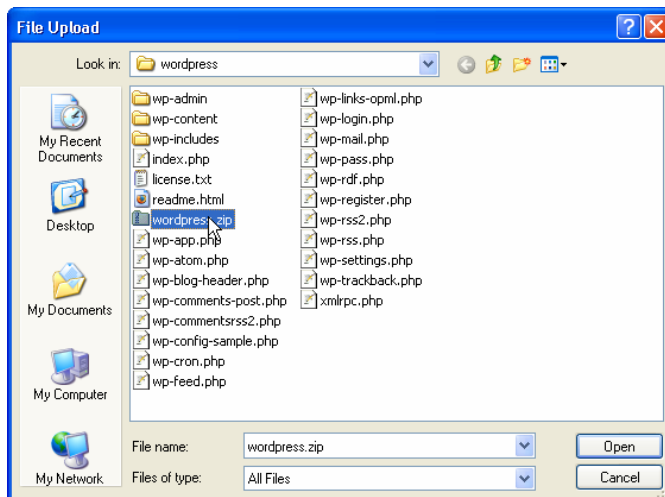 File Upload
Look in: wordpress
My Recent
Documents
Desktop
My Documents
My Computer
My Network
wp-admin
wp-content
wp-includes
index.php
license.txt
readme.html
wordpress.zip
wp-app.php
wp-atom.php
wp-blog-header.php
wp-comments-post.php
wp-commentsrss2.php
wp-config-sample.php
wp-cron.php
wp-feed.php
wp-links-opml.php
wp-login.php
wp-mail.php
wp-pass.php
wp-rdf.php
wp-register.php
wp-rss2.php
wp-rss.php
wp-settings.php
wp-trackback.php
xmlrpc.php
File name: wordpress.zip Open
Files of type: All Files Cancel